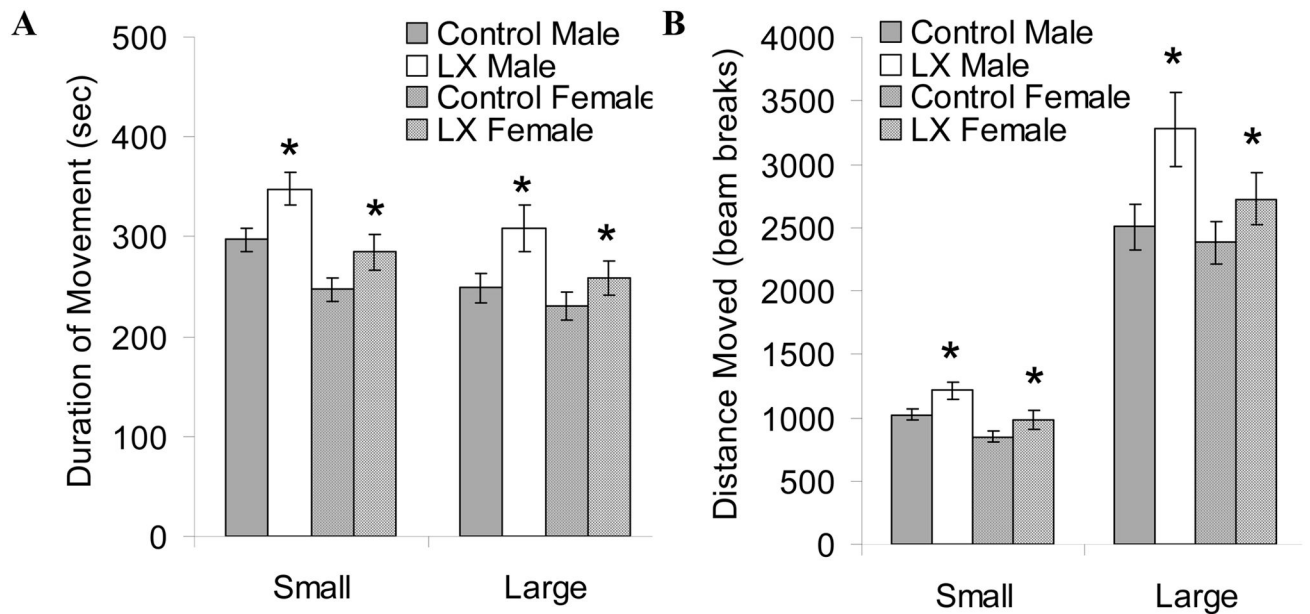 A
Duration of Movement (sec)
500
400
300
200
100
0
Control Male
LX Male
Control Female
LX Female
*
*
*
*
Small
Large
B
Distance Moved (beam breaks)
4000
3500
3000
2500
2000
1500
1000
500
0
Control Male
LX Male
Control Female
LX Female
*
*
*
*
Small
Large